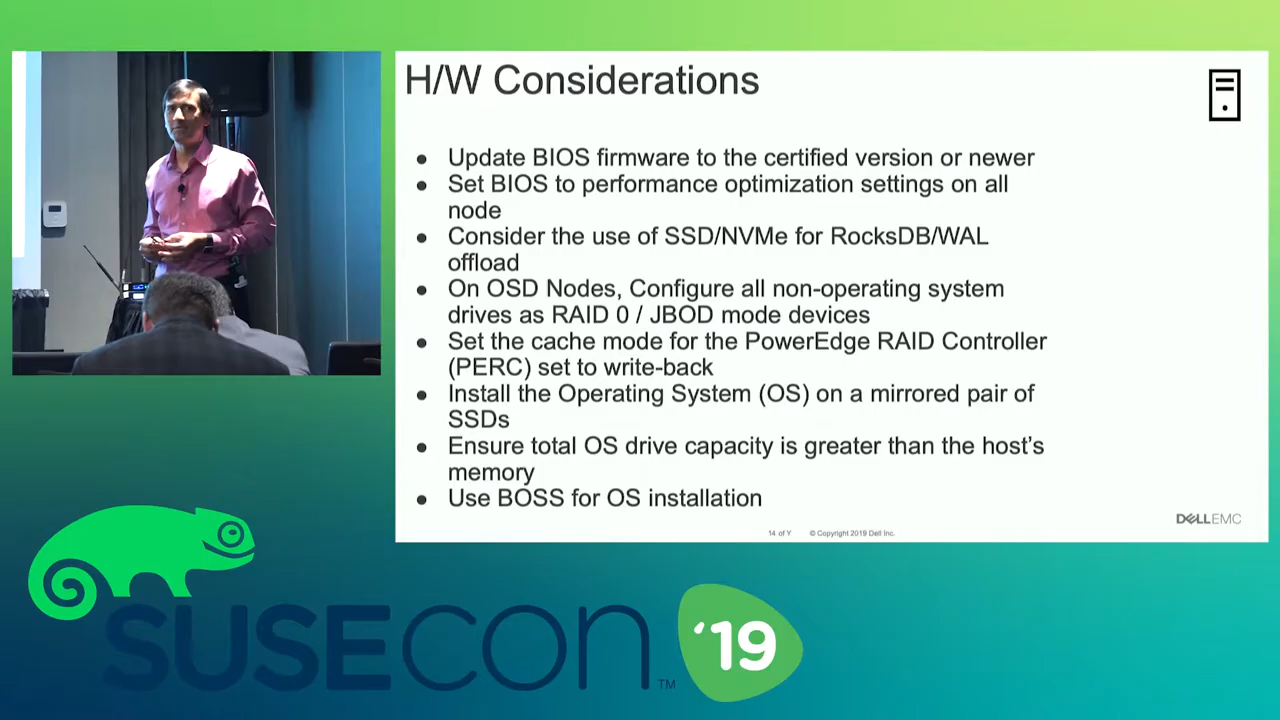 H/W Considerations
● Update BIOS firmware to the certified version or newer
● Set BIOS to performance optimization settings on all
node
● Consider the use of SSD/NVMe for RocksDB/WAL
offload
● On OSD Nodes, Configure all non-operating system
drives as RAID 0 / JBOD mode devices
● Set the cache mode for the PowerEdge RAID Controller
(PERC) set to write-back
● Install the Operating System (OS) on a mirrored pair of
SSDs
● Ensure total OS drive capacity is greater than the host's
memory
● Use BOSS for OS installation
DELLEMC
14 of Y © Copyright 2019 Dell Inc.
SUSECON™ '19